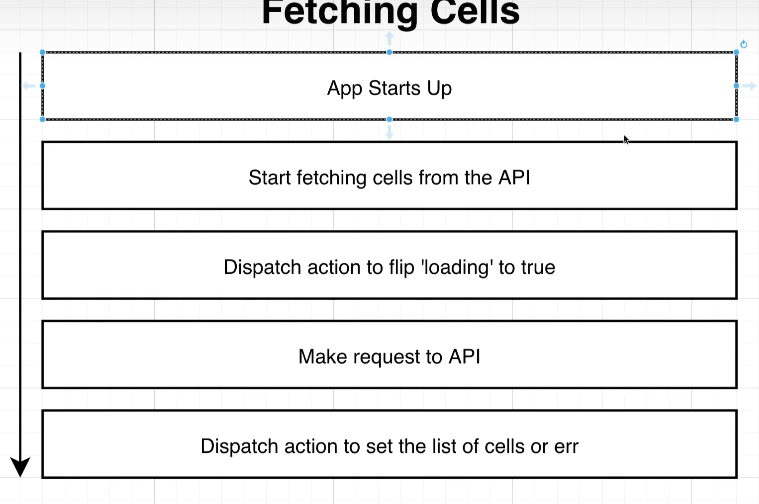 Fetching Cells
App Starts Up
Start fetching cells from the API
Dispatch action to flip 'loading' to true
Make request to API
Dispatch action to set the list of cells or err